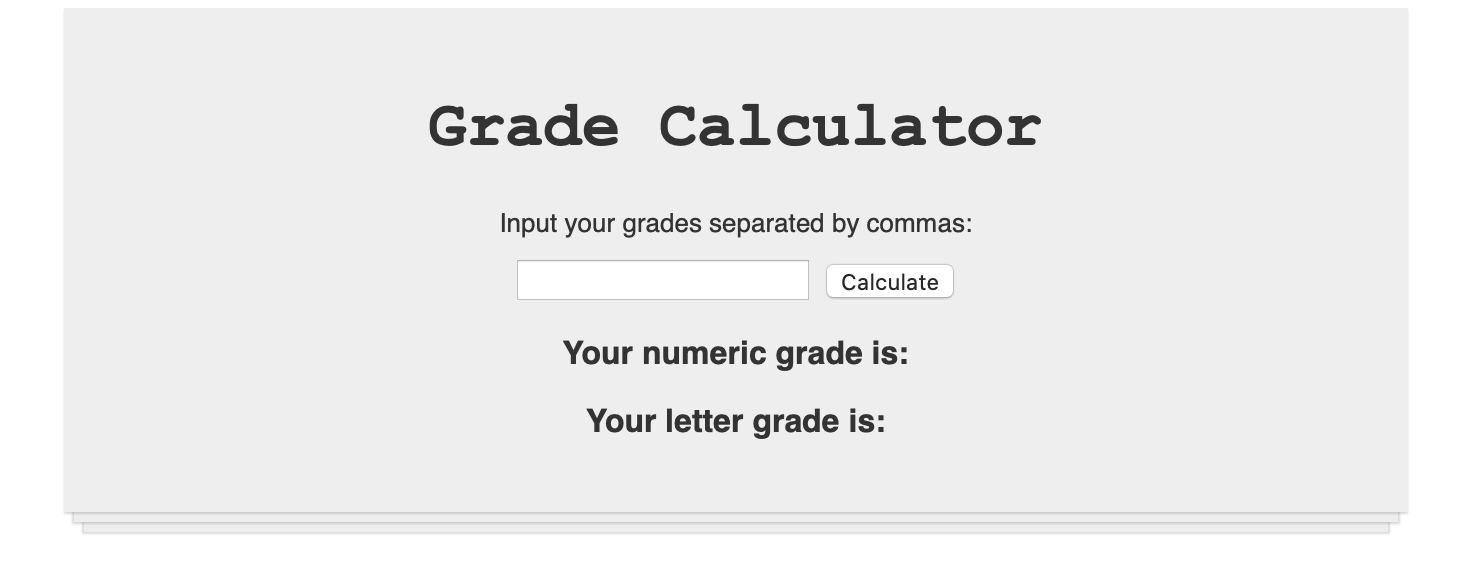 Grade Calculator
Input your grades separated by commas:
Calculate
Your numeric grade is:
Your letter grade is: